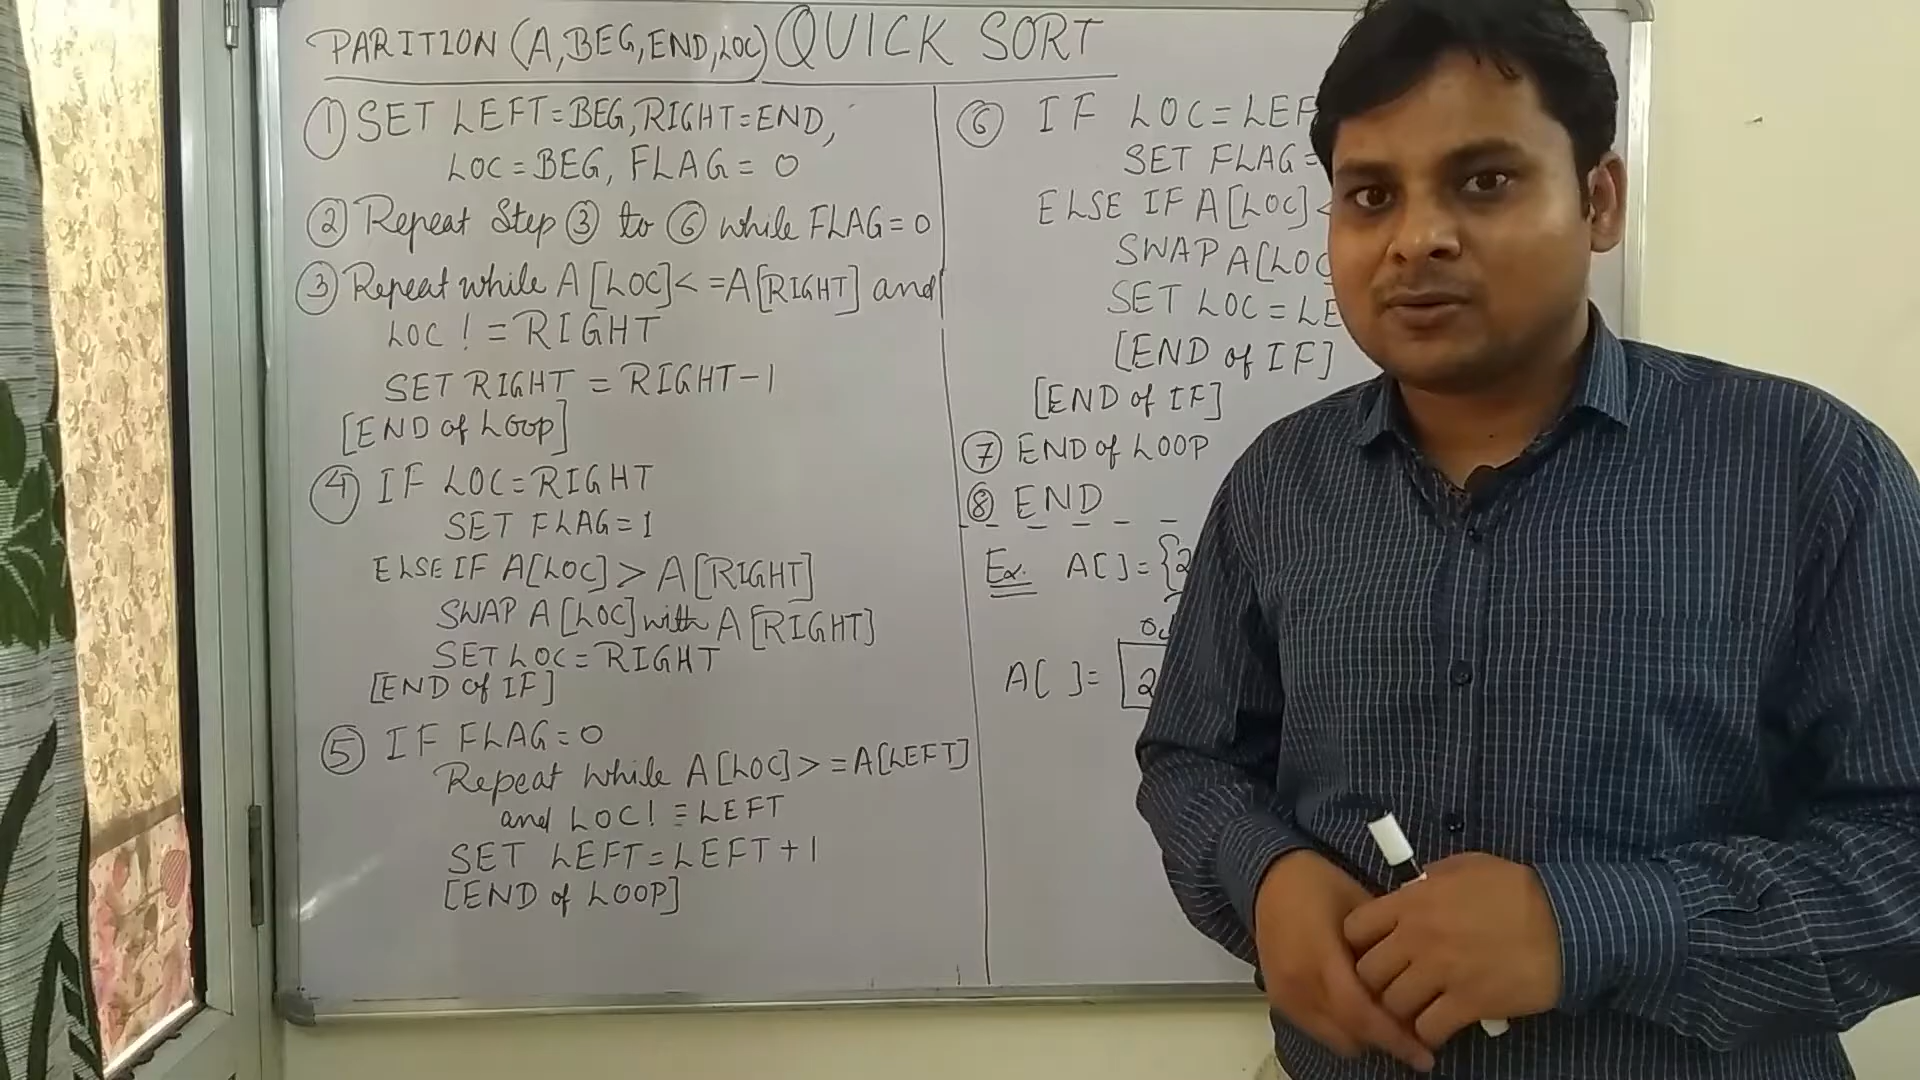 PARITION (A,BEG,END,LOC) QUICK SORT
① SET LEFT=BEG, RIGHT=END,
LOC=BEG, FLAG=0
② Repeat Step ③ to ⑥ while FLAG=0
③ Repeat while A[LOC]<=A[RIGHT] and
LOC!=RIGHT
SET RIGHT=RIGHT-1
[END of LOOP]
④ IF LOC=RIGHT
SET FLAG=1
ELSE IF A[LOC]>A[RIGHT]
SWAP A[LOC] with A[RIGHT]
SET LOC=RIGHT
[END of IF]
⑤ IF FLAG=0
Repeat while A[LOC]>=A[LEFT]
and LOC!=LEFT
SET LEFT=LEFT+1
[END of LOOP]
⑥ IF LOC=LEF
SET FLAG=
ELSE IF A[LOC]<
SWAP A[LOC
SET LOC=LE
[END of IF]
[END of IF]
⑦ END of LOOP
⑧ END
Ex. A[]={2
0
A[ ]= 2